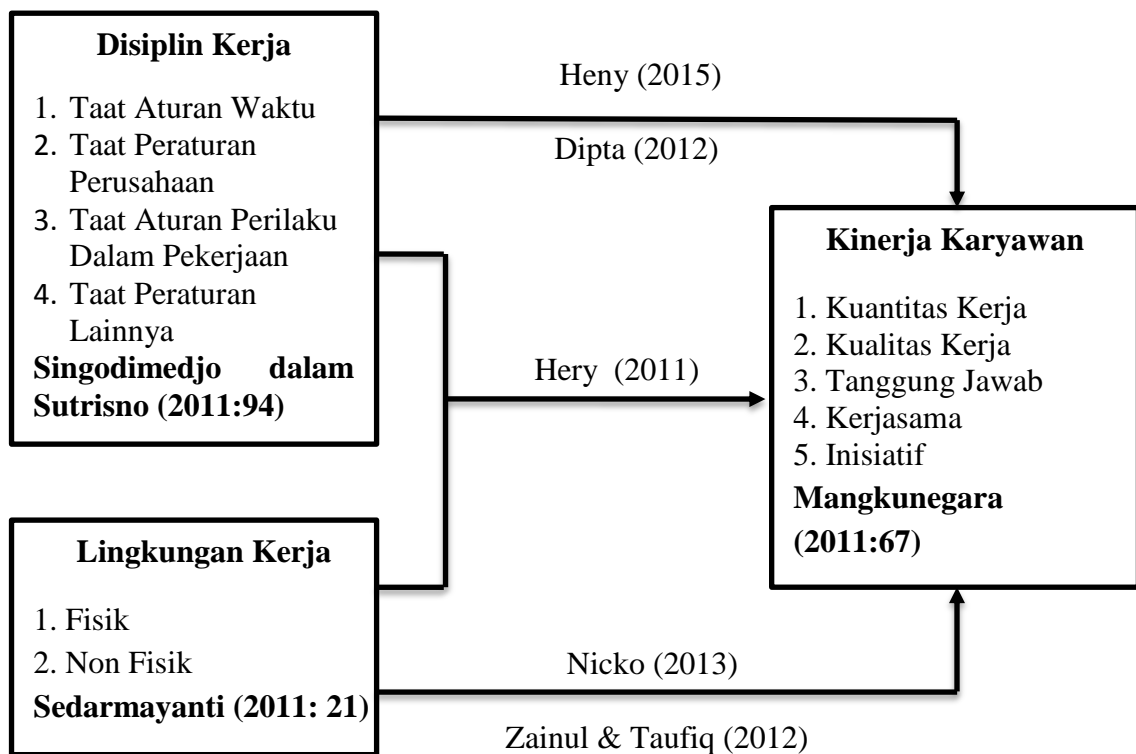 Disiplin Kerja
1. Taat Aturan Waktu
2. Taat Peraturan
Perusahaan
3. Taat Aturan Perilaku
Dalam Pekerjaan
4. Taat Peraturan
Lainnya
Singodimedjo dalam
Sutrisno (2011:94)
Heny (2015)
Dipta (2012)
Hery (2011)
Kinerja Karyawan
1. Kuantitas Kerja
2. Kualitas Kerja
3. Tanggung Jawab
4. Kerjasama
5. Inisiatif
Mangkunegara
(2011:67)
Lingkungan Kerja
1. Fisik
2. Non Fisik
Sedarmayanti (2011: 21)
Nicko (2013)
Zainul & Taufiq (2012)